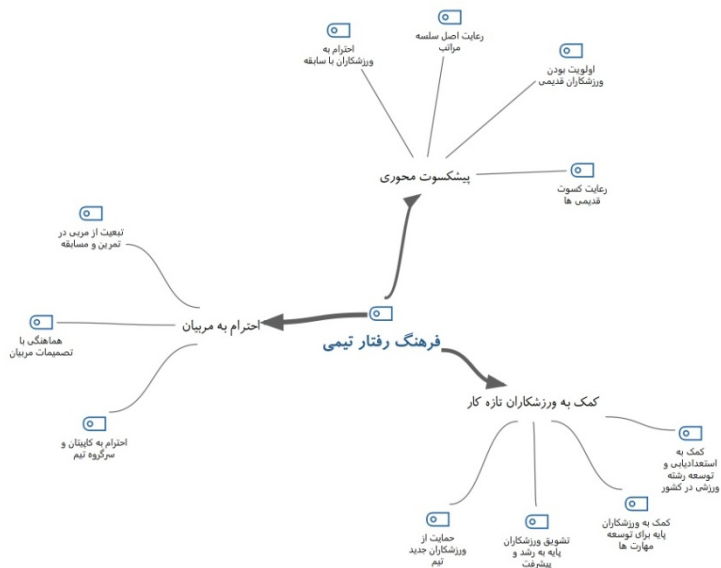 احترام به
ورزشکاران با سابقه
رعایت اصل سلسه
مراتب
اولویت بودن
ورزشکاران قدیمی
رعایت کسوت
قدیمی ها
پیشکسوت محوری
تبعیت از مربی در
تمرین و مسابقه
هماهنگی با
تصمیمات مربیان
احترام به کاپیتان و
سرگروه تیم
احترام به مربیان
فرهنگ رفتار تیمی
کمک به ورزشکاران تازه کار
کمک به
استعدادیابی و
توسعه رشته
ورزشی در کشور
کمک به ورزشکاران
پایه برای توسعه
مهارت ها
تشویق ورزشکاران
پایه به رشد و
پیشرفت
حمایت از
ورزشکاران جدید
تیم